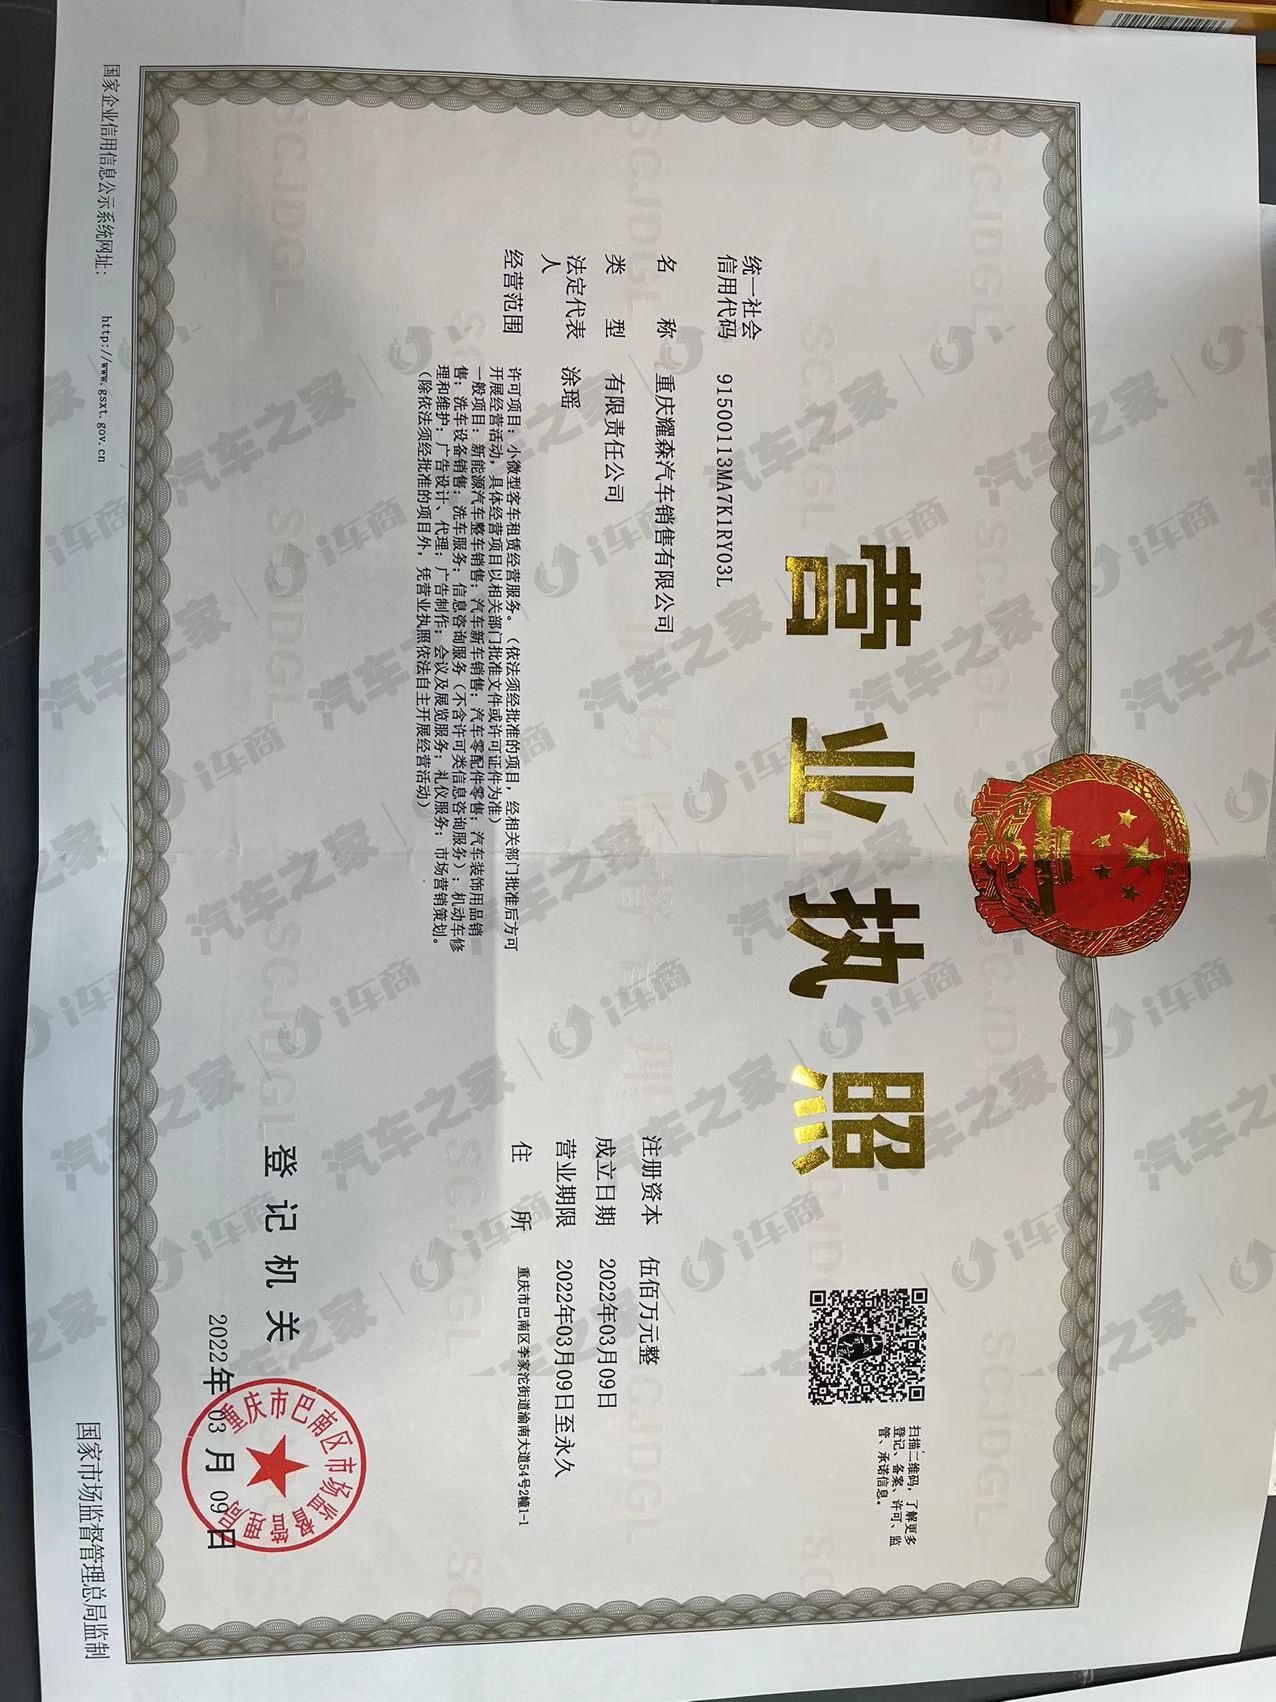 营业执照
扫描二维码，了解更多
登记、备案、许可、监
管、承诺信息。
统一社会
信用代码 91500113MA7K1RY03L
名 称 重庆耀森汽车销售有限公司
类 型 有限责任公司
法定代表
人
涂瑶
经营范围
许可项目：小微型客车租赁经营服务。（依法须经批准的项目，经相关部门批准后方可
开展经营活动，具体经营项目以相关部门批准文件或许可证件为准）
一般项目：新能源汽车整车销售；汽车新车销售；汽车零配件零售；汽车装饰用品销
售；洗车设备销售；洗车服务；信息咨询服务（不含许可类信息咨询服务）；机动车修
理和维护；广告设计、代理；广告制作；会议及展览服务；礼仪服务；市场营销策划。
（除依法须经批准的项目外，凭营业执照依法自主开展经营活动）
注册资本 伍佰万元整
成立日期 2022年03月09日
营业期限 2022年03月09日至永久
住 所 重庆市巴南区李家沱街道渝南大道54号2幢1-1
登记机关
重庆市巴南区市场监督管理局
2022年03月09日
国家企业信用信息公示系统网址： http://www.gsxt.gov.cn
国家市场监督管理总局监制
SCJDGL
汽车之家 | i车商